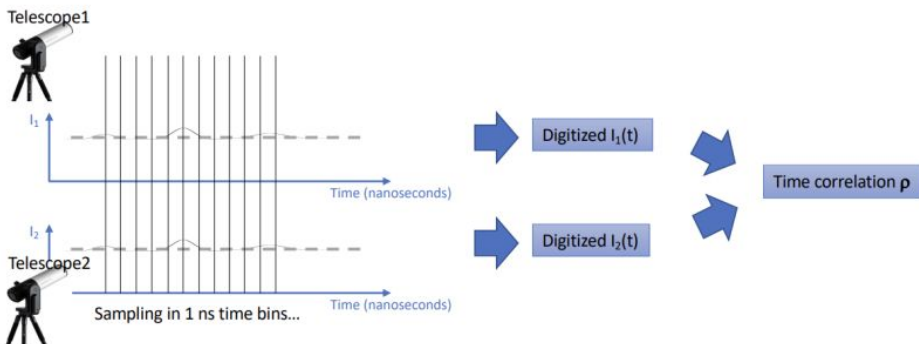 Telescope1
I1
Time (nanoseconds)
I2
Telescope2
Time (nanoseconds)
Sampling in 1 ns time bins...
Digitized I1(t)
Digitized I2(t)
Time correlation ρ